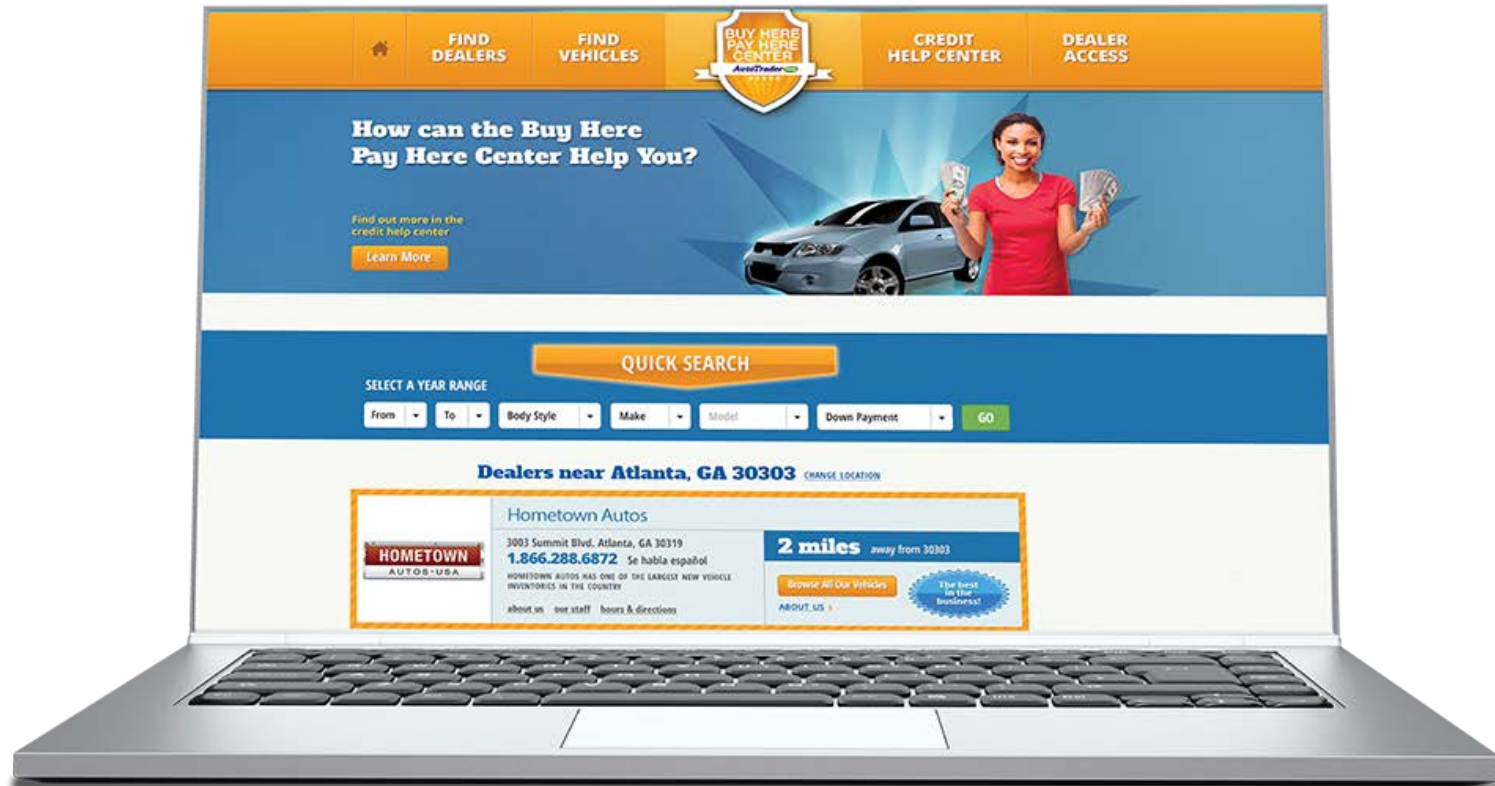 FIND
DEALERS
FIND
VEHICLES
BUY HERE
PAY HERE
CENTER
AutoTrader
CREDIT
HELP CENTER
DEALER
ACCESS
How can the Buy Here
Pay Here Center Help You?
Find out more in the
credit help center
Learn More
QUICK SEARCH
SELECT A YEAR RANGE
From
To
Body Style
Make
Model
Down Payment
GO
Dealers near Atlanta, GA 30303 CHANGE LOCATION
HOMETOWN
AUTOS•USA
Hometown Autos
3003 Summit Blvd. Atlanta, GA 30319
1.866.288.6872 Se habla español
HOMETOWN AUTOS HAS ONE OF THE LARGEST NEW VEHICLE
INVENTORIES IN THE COUNTRY
about us our staff hours & directions
2 miles away from 30303
Browse All Our Vehicles
ABOUT US
The best
in the
business!